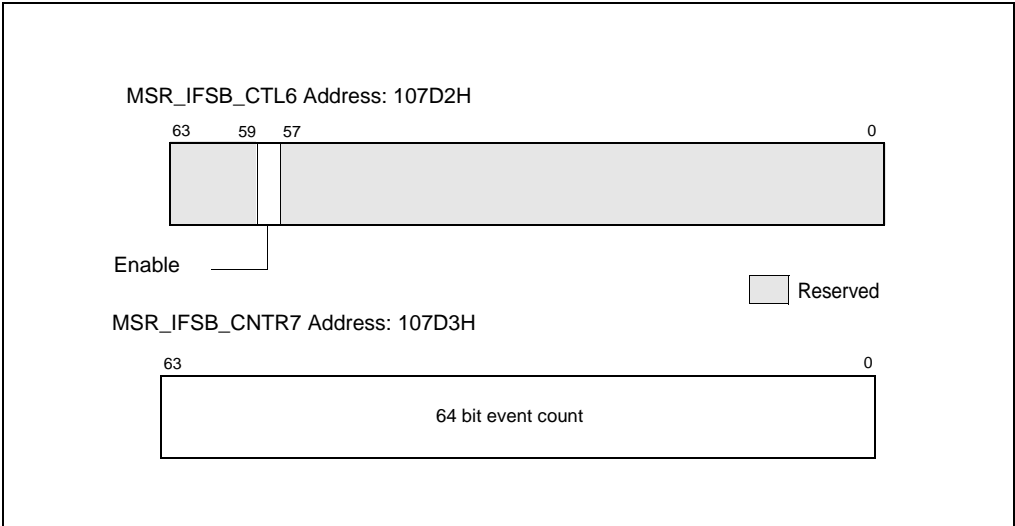 MSR_IFSB_CTL6 Address: 107D2H
63 59 57 0
Enable
Reserved
MSR_IFSB_CNTR7 Address: 107D3H
63 0
64 bit event count